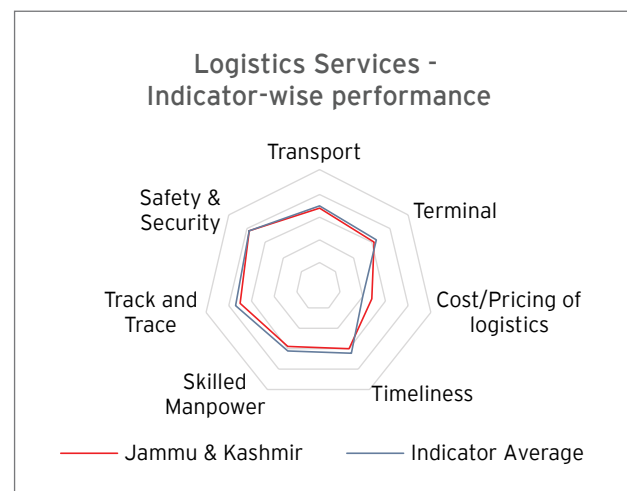 Logistics Services -
Indicator-wise performance
Transport
Safety &
Security
Terminal
Track and
Trace
Cost/Pricing of
logistics
Skilled
Manpower
Timeliness
Jammu & Kashmir
Indicator Average